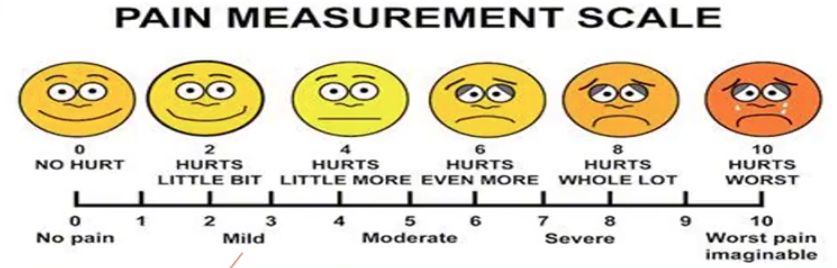 PAIN MEASUREMENT SCALE
0 2 4 6 8 10
NO HURT HURTS HURTS HURTS HURTS HURTS
LITTLE BIT LITTLE MORE EVEN MORE WHOLE LOT WORST
0 1 2 3 4 5 6 7 8 9 10
No pain Mild Moderate Severe Worst pain
imaginable